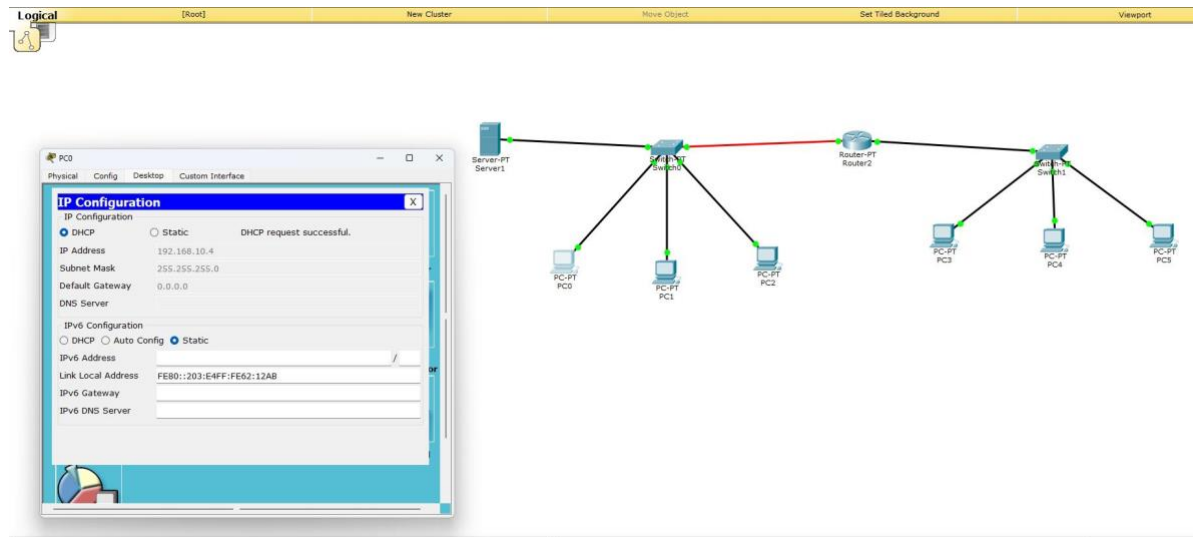 Logical [Root] New Cluster Move Object Set Tiled Background Viewport
PC0
Physical Config Desktop Custom Interface
IP Configuration X
IP Configuration
DHCP Static DHCP request successful.
IP Address 192.168.10.4
Subnet Mask 255.255.255.0
Default Gateway 0.0.0.0
DNS Server
IPv6 Configuration
DHCP Auto Config Static
IPv6 Address /
Link Local Address FE80::203:E4FF:FE62:12AB
IPv6 Gateway
IPv6 DNS Server
or
Server-PT
Server1
Switch-PT
Switch0
Router-PT
Router2
Switch-PT
Switch1
PC-PT
PC0
PC-PT
PC1
PC-PT
PC2
PC-PT
PC3
PC-PT
PC4
PC-PT
PC5